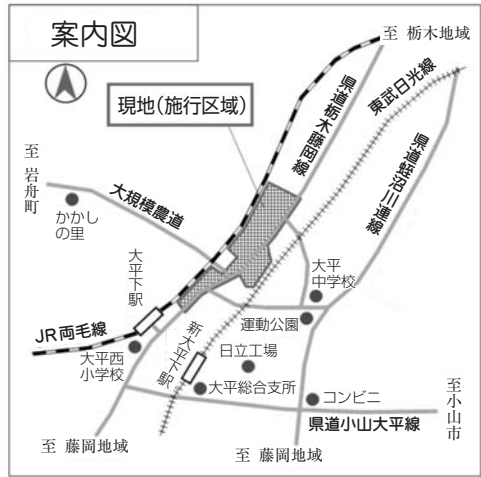 案内図
至 栃木地域
現地(施行区域)
県道栃木藤岡線
東武日光線
県道蛭沼川連線
至 岩舟町
大規模農道
かかし
の里
大平下駅
大平
中学校
JR両毛線
運動公園
大平西
小学校
新大平下駅
日立工場
大平総合支所
コンビニ
至小山市
県道小山大平線
至 藤岡地域
至 藤岡地域